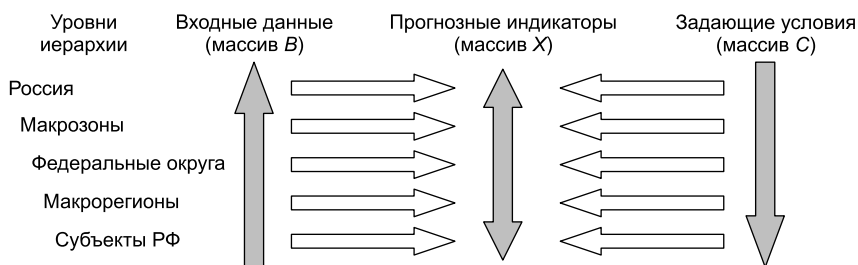 Уровни
иерархии
Входные данные
(массив B)
Прогнозные индикаторы
(массив X)
Задающие условия
(массив C)
Россия
Макрозоны
Федеральные округа
Макрорегионы
Субъекты РФ